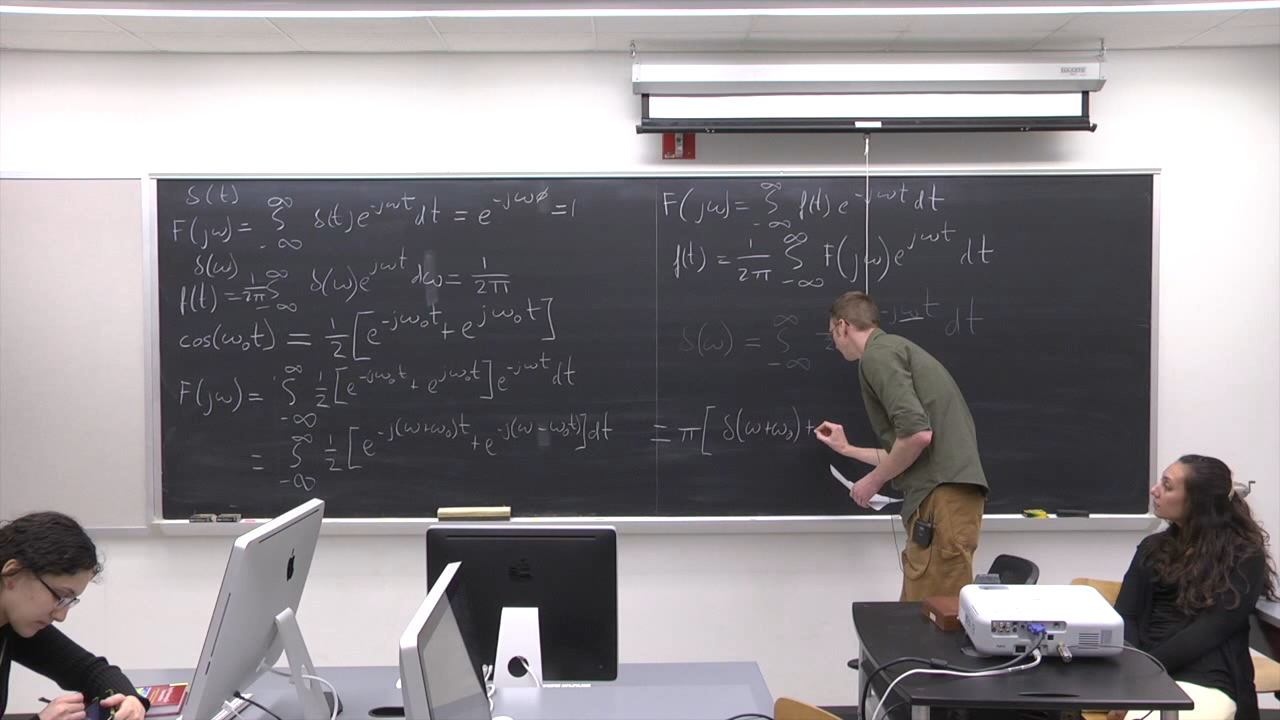 δ(t)
F(jω) = ∫_{-∞}^{∞} δ(t) e^{-jωt} dt = e^{-jω0} = 1
δ(ω)
f(t) = 1/2π ∫_{-∞}^{∞} δ(ω) e^{jωt} dω = 1/2π
cos(ω₀t) = 1/2 [e^{-jω₀t} + e^{jω₀t}]
F(jω) = ∫_{-∞}^{∞} 1/2 [e^{-jω₀t} + e^{jω₀t}] e^{-jωt} dt
= ∫_{-∞}^{∞} 1/2 [e^{-j(ω+ω₀)t} + e^{-j(ω-ω₀)t}] dt
F(jω) = ∫_{-∞}^{∞} f(t) e^{-jωt} dt
f(t) = 1/2π ∫_{-∞}^{∞} F(jω) e^{jωt} dt
δ(ω) = ∫_{-∞}^{∞} -jωt dt
= π[ δ(ω+ω₀) +